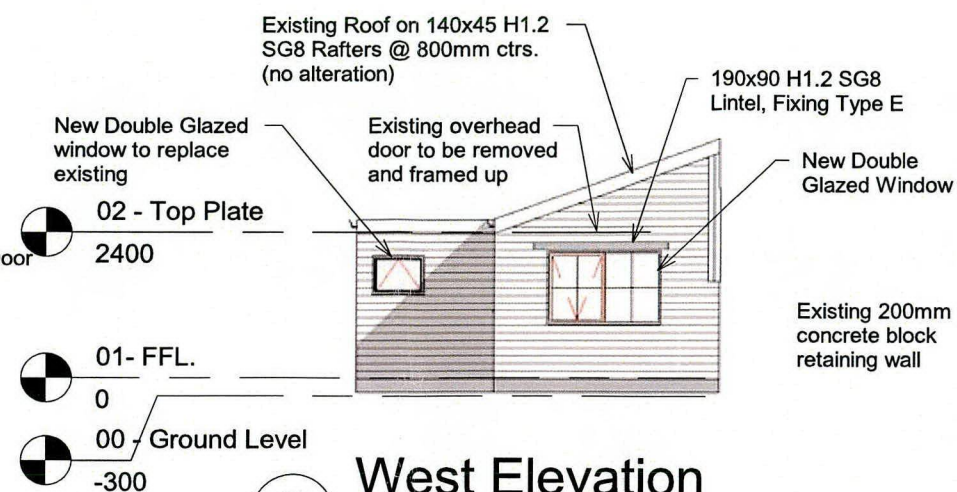 Existing Roof on 140x45 H1.2
SG8 Rafters @ 800mm ctrs.
(no alteration)
190x90 H1.2 SG8
Lintel, Fixing Type E
New Double Glazed
window to replace
existing
Existing overhead
door to be removed
and framed up
New Double
Glazed Window
02 - Top Plate
2400
oor
Existing 200mm
concrete block
retaining wall
01- FFL.
0
00 - Ground Level
-300
West Elevation